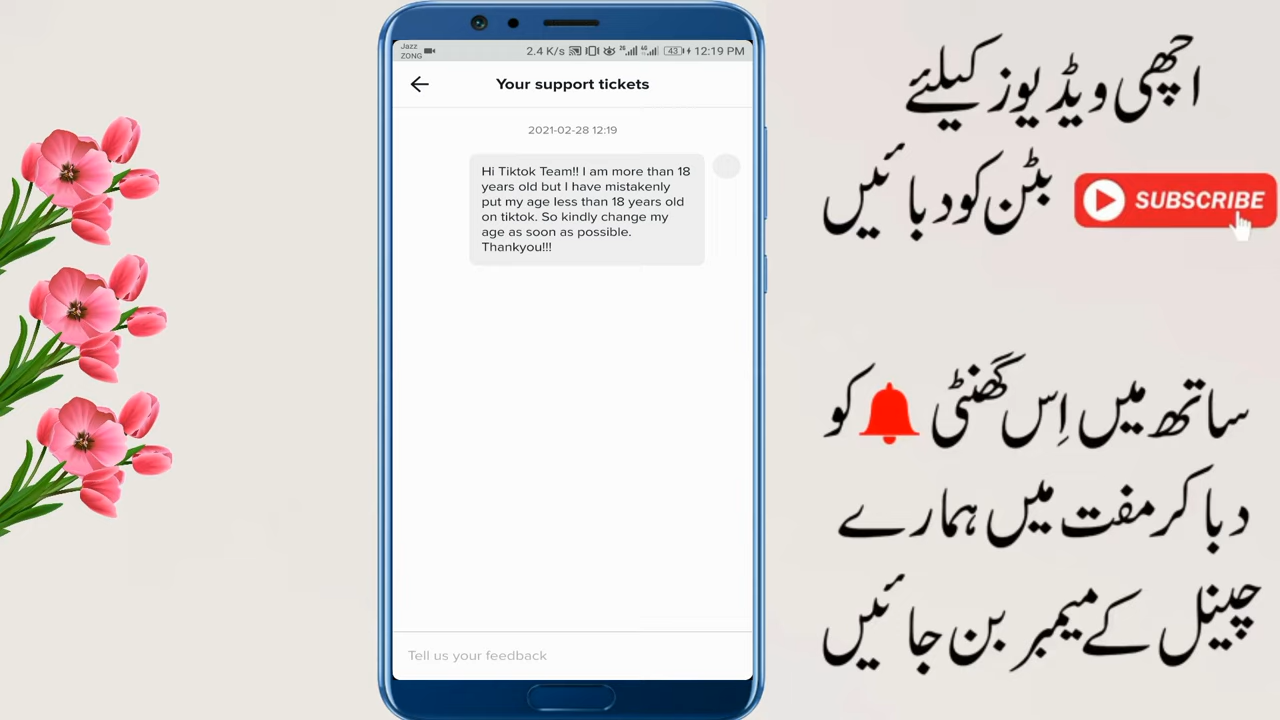 Jazz
ZONG
2.4 K/s
43
12:19 PM
Your support tickets
2021-02-28 12:19
Hi Tiktok Team!! I am more than 18
years old but I have mistakenly
put my age less than 18 years old
on tiktok. So kindly change my
age as soon as possible.
Thankyou!!!
Tell us your feedback
اچھی ویڈیوز کیلئے
بٹن کو دبائیں
SUBSCRIBE
ساتھ میں اِس گھنٹی کو
دبا کر مفت میں ہمارے
چینل کے میمبر بن جائیں